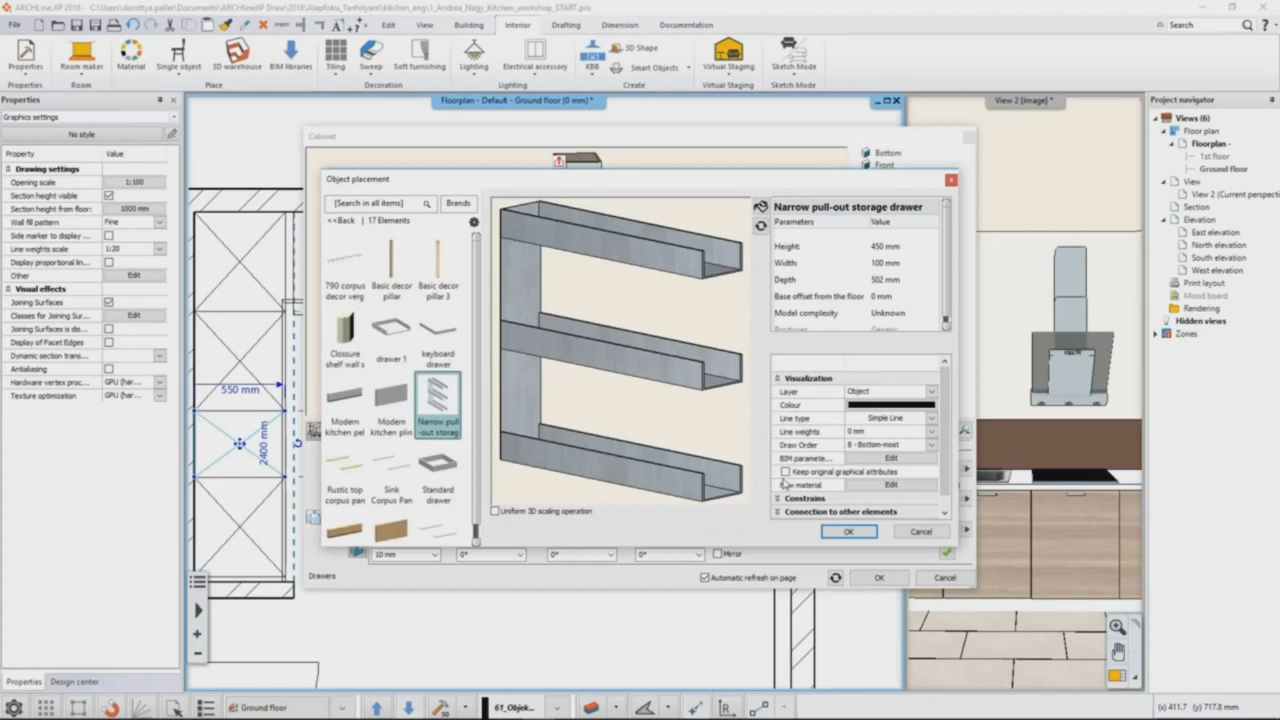 ARCHLine.XP 2018 - C:\Users\dorottya.peller\Documents\ARCHlineXP Draw\2018\Alepfoku_Tanfolyam\kitchen_eng\1_Andrea_Nagy_Kitchen_workshop_START.pro
File
Edit
View
Building
Interior
Drafting
Dimension
Documentation
Search
Properties
Room maker
Material
Single object
3D warehouse
BIM libraries
Tiling
Sweep
Soft furnishing
Lighting
Electrical accessory
KBB
3D Shape
Smart Objects
Virtual Staging
Sketch Mode
Properties
Room
Place
Decoration
Lighting
Create
Virtual Staging
Sketch Mode
Properties
Floorplan - Default - Ground floor (0 mm) *
View 2 [Image] *
Project navigator
Graphics settings
No style
Property Value
Drawing settings
Opening scale 1:100
Section height visible
Section height from floor: 1000 mm
Wall fill pattern Fine
Side marker to display ...
Line weights scale 1:20
Display proportional lin...
Other Edit
Visual effects
Joining Surfaces
Classes for Joining Sur... Edit
Joining Surfaces is dis...
Display of Facet Edges
Dynamic section trans...
Antialiasing
Hardware vertex proc... GPU (har...
Texture optimization GPU (har...
Properties
Design center
550 mm
2400 mm
Cabinet
Bottom
Front
Object placement
[Search in all items]
Brands
<<Back | 17 Elements
790 corpus decor verg
Basic decor pillar
Basic decor pillar 3
Clossure shelf wall s
drawer 1
keyboard drawer
Modern kitchen pel
Modern kitchen plin
Narrow pull -out storag
Rustic top corpus pan
Sink Corpus Pan
Standard drawer
Uniform 3D scaling operation
Narrow pull-out storage drawer
Parameters Value
Height: 450 mm
Width: 100 mm
Depth 502 mm
Base offset from the floor 0 mm
Model complexity Unknown
Visualization
Layer Object
Colour
Line type Simple Line
Line weights 0 mm
Draw Order 8 - Bottom-most
BIM paramete... Edit
Keep original graphical attributes
material Edit
Constrains
Connection to other elements
OK
Cancel
10 mm
0°
0°
0°
Mirror
Drawers
Automatic refresh on page
OK
Cancel
Views (6)
Floor plan
Floorplan -
1st floor
Ground floor
View
View 2 (Current perspecti
Section
Elevation
East elevation
North elevation
South elevation
West elevation
Print layout
Mood board
Rendering
Hidden views
Zones
Ground floor
61_Objek...
(x) 411.7 (y) 717.8 mm